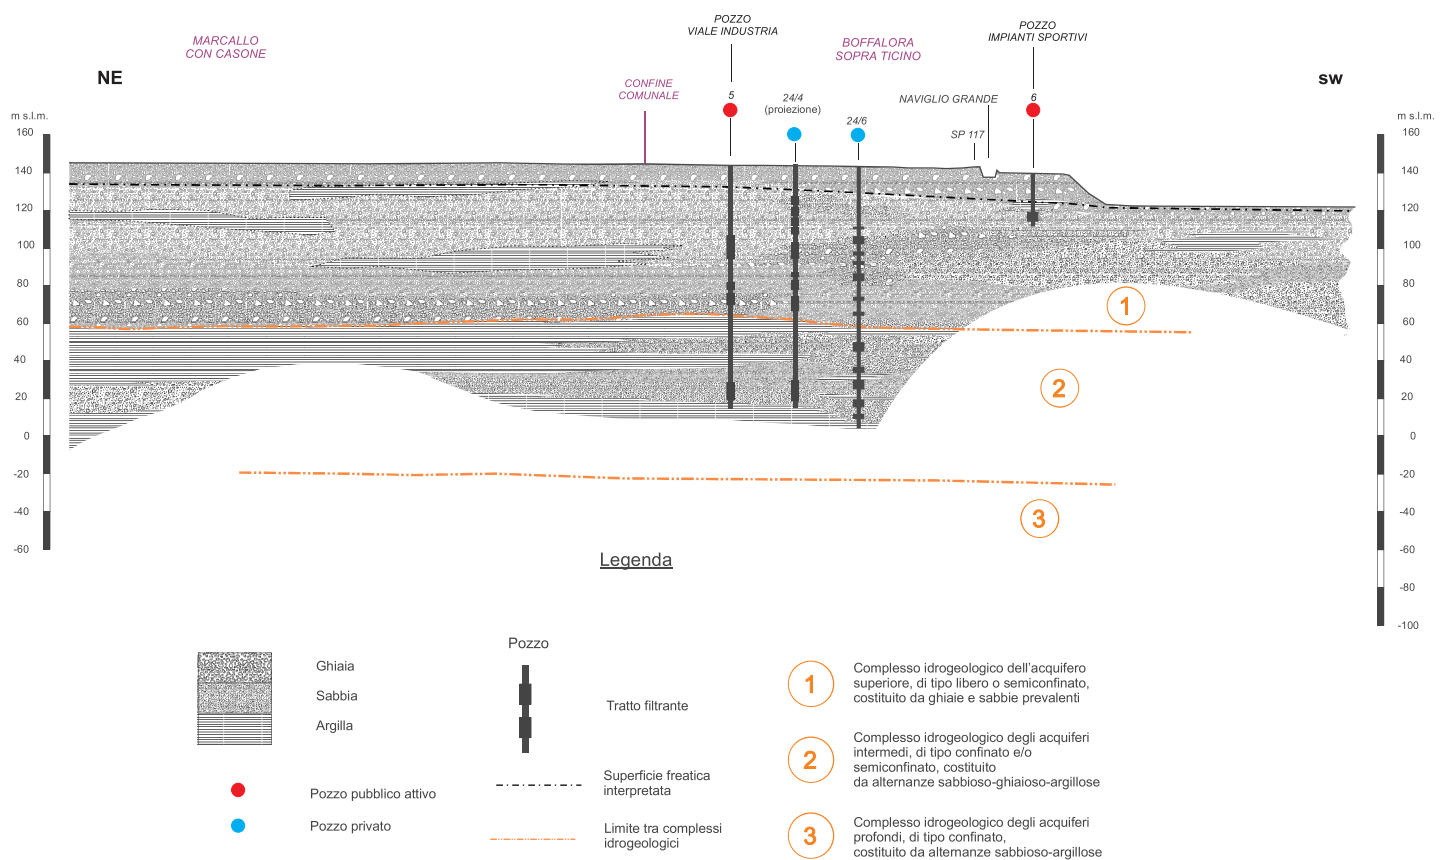 POZZO
VIALE INDUSTRIA
POZZO
IMPIANTI SPORTIVI
MARCALLO
CON CASONE
BOFFALORA
SOPRA TICINO
NE
sw
CONFINE
COMUNALE
5
24/4
(proiezione)
24/6
NAVIGLIO GRANDE
6
SP 117
m s.l.m.
160
140
120
100
80
60
40
20
0
-20
-40
-60
m s.l.m.
160
140
120
100
80
60
40
20
0
-20
-40
-60
-80
-100
1
2
3
Legenda
Ghiaia
Sabbia
Argilla
Pozzo pubblico attivo
Pozzo privato
Pozzo
Tratto filtrante
Superficie freatica
interpretata
Limite tra complessi
idrogeologici
1
Complesso idrogeologico dell'acquifero
superiore, di tipo libero o semiconfinato,
costituito da ghiaie e sabbie prevalenti
2
Complesso idrogeologico degli acquiferi
intermedi, di tipo confinato e/o
semiconfinato, costituito
da alternanze sabbioso-ghiaioso-argillose
3
Complesso idrogeologico degli acquiferi
profondi, di tipo confinato,
costituito da alternanze sabbioso-argillose